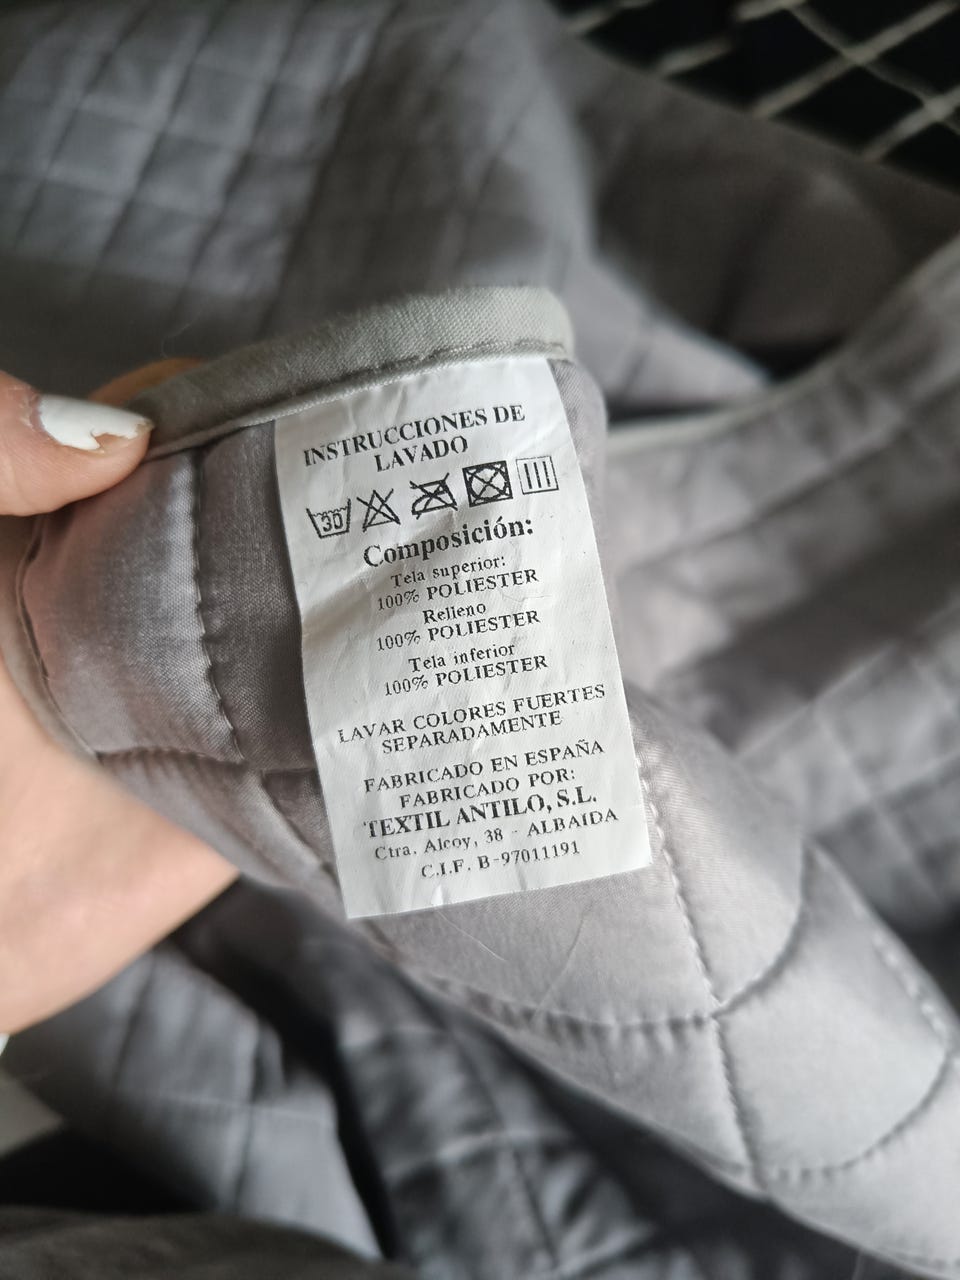 INSTRUCCIONES DE
LAVADO
30
Composición:
Tela superior:
100% POLIESTER
Relleno
100% POLIESTER
Tela inferior
100% POLIESTER
LAVAR COLORES FUERTES
SEPARADAMENTE
FABRICADO EN ESPAÑA
FABRICADO POR:
TEXTIL ANTILO, S.L.
Ctra. Alcoy, 38 - ALBAIDA
C.I.F. B-97011191